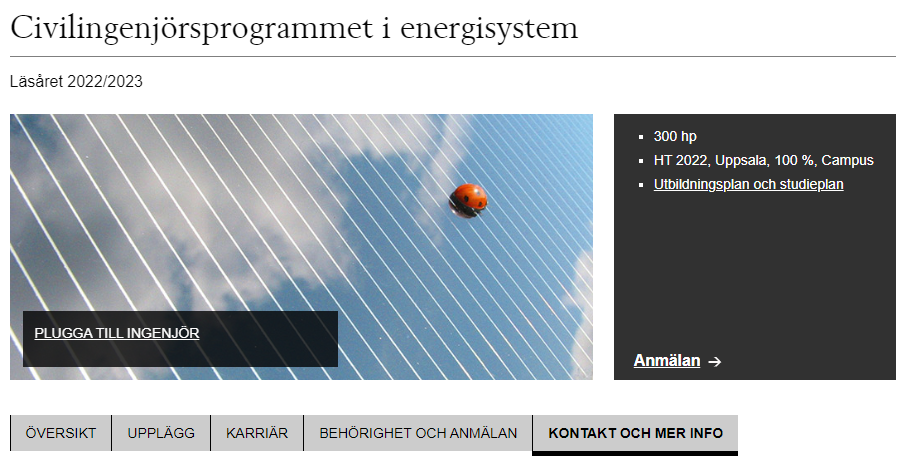 Civilingenjörsprogrammet i energisystem
Läsåret 2022/2023
PLUGGA TILL INGENJÖR
300 hp
HT 2022, Uppsala, 100 %, Campus
Utbildningsplan och studieplan
Anmälan →
ÖVERSIKT UPPLÄGG KARRIÄR BEHÖRIGHET OCH ANMÄLAN KONTAKT OCH MER INFO